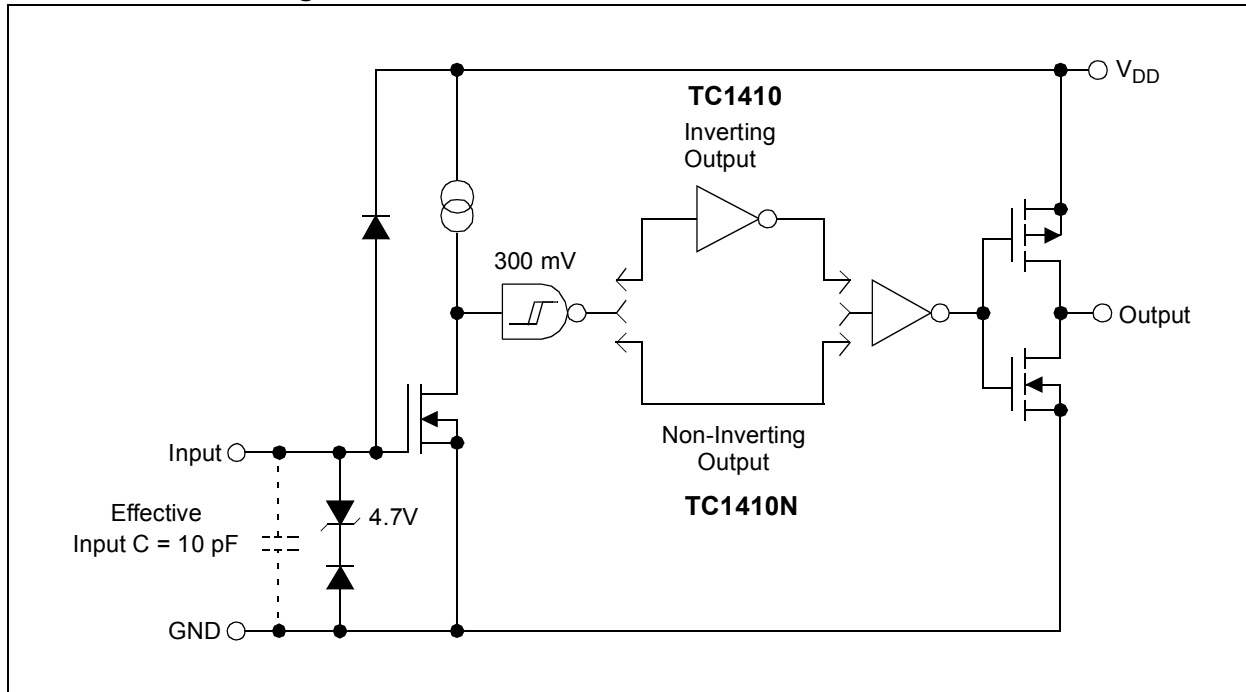 V_DD
TC1410
Inverting
Output
300 mV
Output
Input
Non-Inverting
Output
TC1410N
4.7V
Effective
Input C = 10 pF
GND